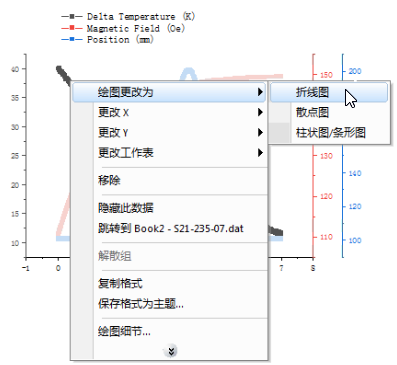 Delta Temperature (K)
Magnetic Field (Oe)
Position (mm)
40
35
30
25
20
15
10
-1
0
7
8
150
130
120
110
200
140
120
100
绘图更改为
更改 X
更改 Y
更改工作表
移除
隐藏此数据
跳转到 Book2 - S21-235-07.dat
解散组
复制格式
保存格式为主题...
绘图细节...
折线图
散点图
柱状图/条形图